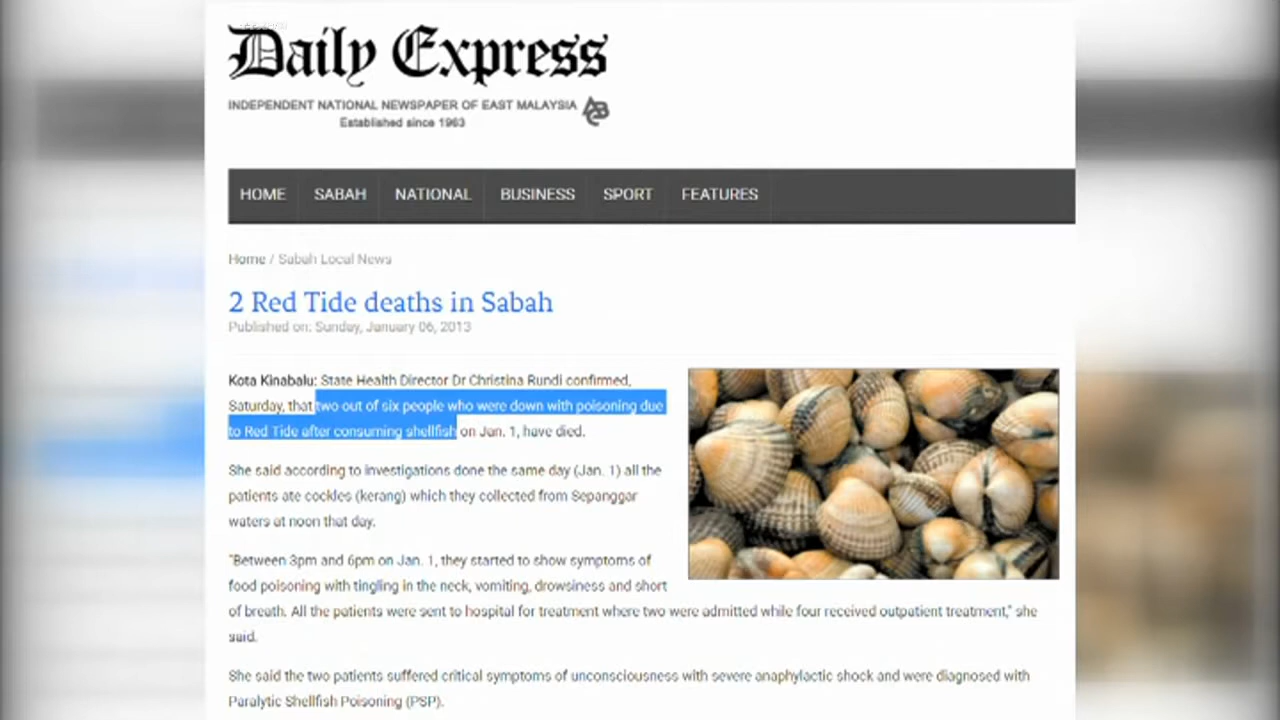 Daily Express
INDEPENDENT NATIONAL NEWSPAPER OF EAST MALAYSIA
Established since 1963
HOME SABAH NATIONAL BUSINESS SPORT FEATURES
Home / Sabah Local News
2 Red Tide deaths in Sabah
Published on: Sunday, January 06, 2013
Kota Kinabalu: State Health Director Dr Christina Rundi confirmed,
Saturday, that two out of six people who were down with poisoning due
to Red Tide after consuming shellfish on Jan. 1, have died.
She said according to investigations done the same day (Jan. 1) all the
patients ate cockles (kerang) which they collected from Sepanggar
waters at noon that day.
"Between 3pm and 6pm on Jan. 1, they started to show symptoms of
food poisoning with tingling in the neck, vomiting, drowsiness and short
of breath. All the patients were sent to hospital for treatment where two were admitted while four received outpatient treatment," she
said.
She said the two patients suffered critical symptoms of unconsciousness with severe anaphylactic shock and were diagnosed with
Paralytic Shellfish Poisoning (PSP).